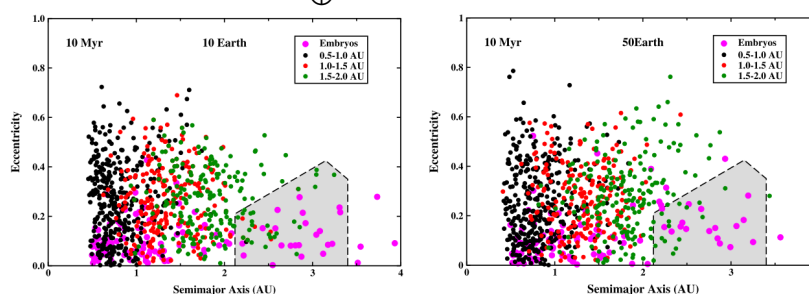 1.0
10 Myr
10 Earth
Embryos
0.5-1.0 AU
1.0-1.5 AU
1.5-2.0 AU
0.8
0.6
0.4
0.2
0.0
0
1
2
3
4
Eccentricity
Semimajor Axis (AU)
1
10 Myr
50Earth
Embryos
0.5-1.0 AU
1.0-1.5 AU
1.5-2.0 AU
0.8
0.6
0.4
0.2
0
0
1
2
3
Eccentricity
Semimajor Axis (AU)